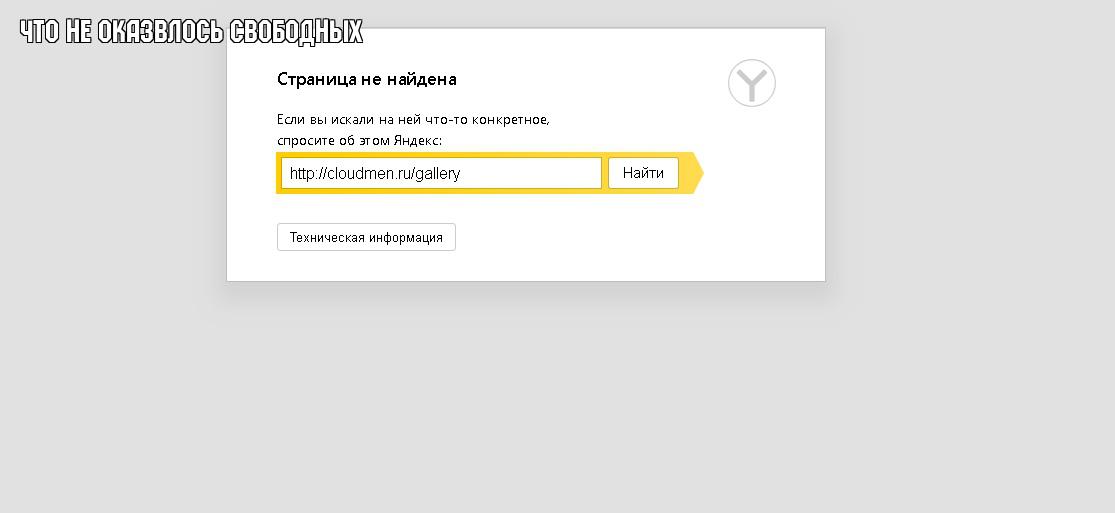 ЧТО НЕ ОКАЗВЛОСЬ СВОБОДНЫХ
Страница не найдена
Если вы искали на ней что-то конкретное,
спросите об этом Яндекс:
http://cloudmen.ru/gallery
Найти
Техническая информация